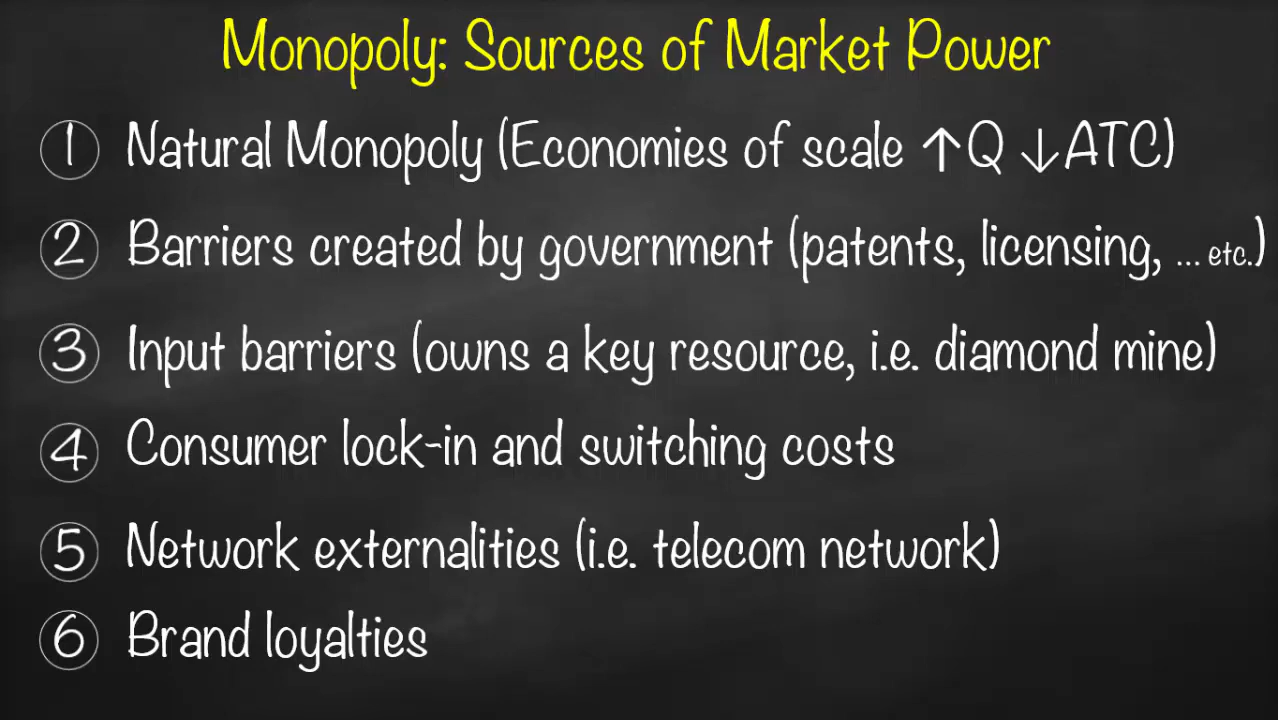 Monopoly: Sources of Market Power
1 Natural Monopoly (Economies of scale ↑Q ↓ATC)
2 Barriers created by government (patents, licensing, ... etc.)
3 Input barriers (owns a key resource, i.e. diamond mine)
4 Consumer lock-in and switching costs
5 Network externalities (i.e. telecom network)
6 Brand loyalties